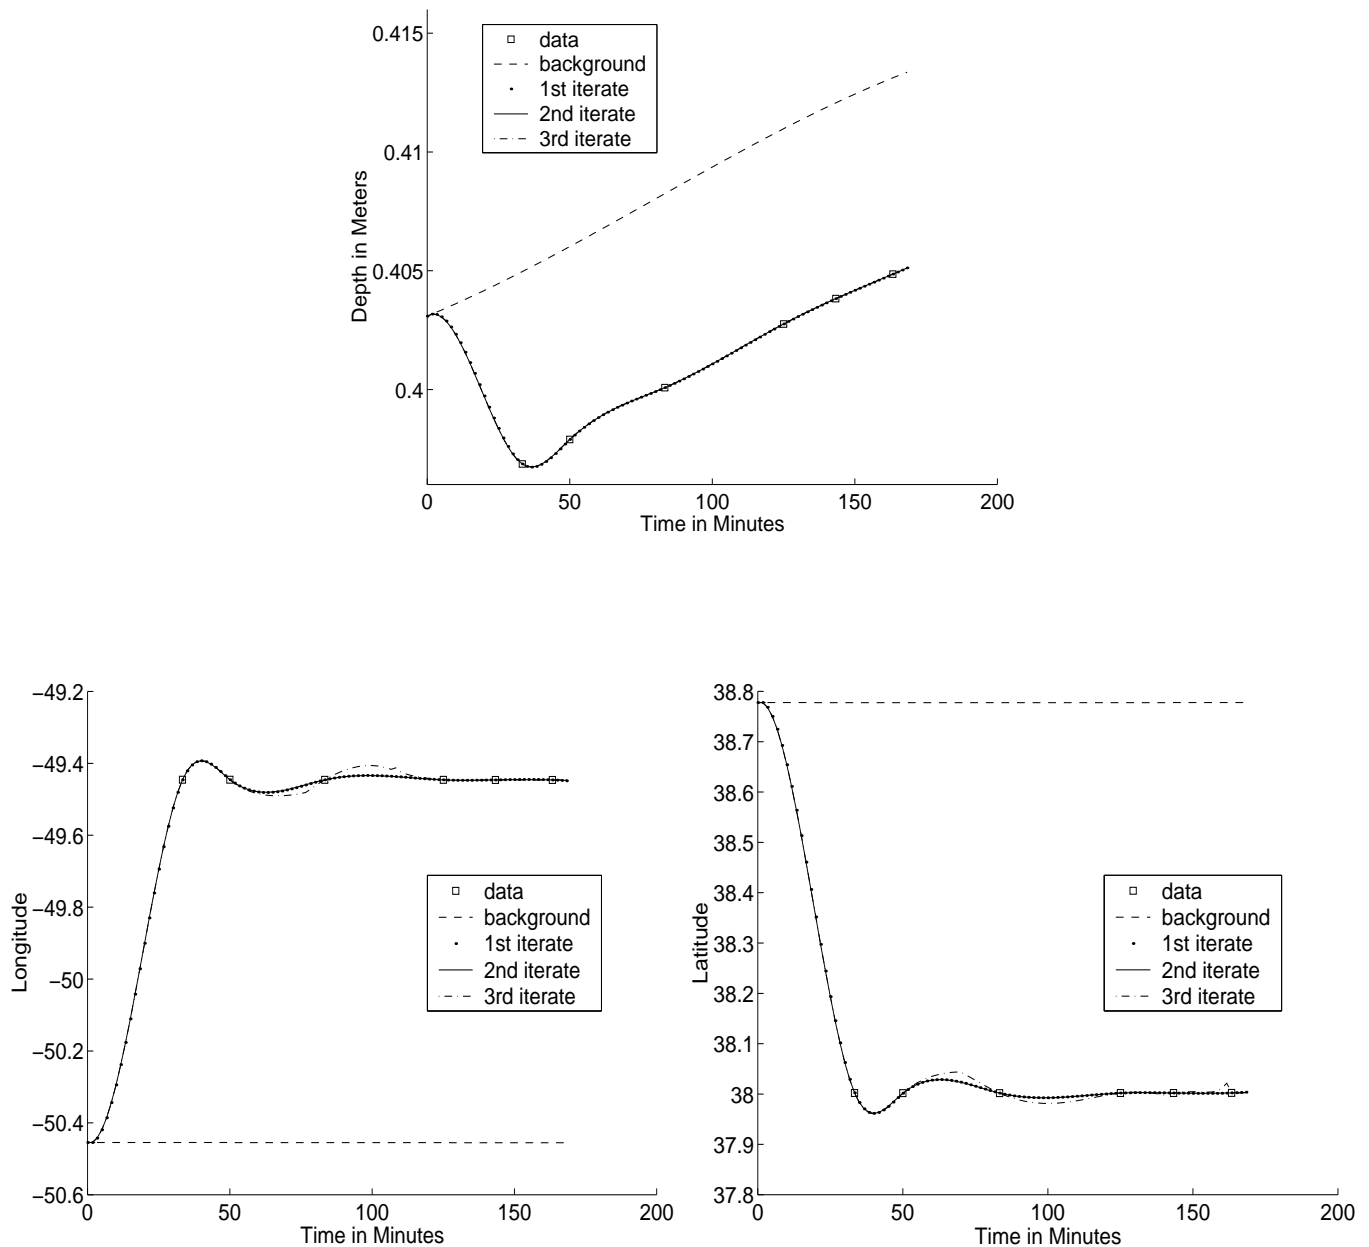 0.415
0.41
0.405
0.4
Depth in Meters
data
background
1st iterate
2nd iterate
3rd iterate
0 50 100 150 200
Time in Minutes
−49.2
−49.4
−49.6
−49.8
−50
−50.2
−50.4
−50.6
Longitude
data
background
1st iterate
2nd iterate
3rd iterate
0 50 100 150 200
Time in Minutes
38.8
38.7
38.6
38.5
38.4
38.3
38.2
38.1
38
37.9
37.8
Latitude
data
background
1st iterate
2nd iterate
3rd iterate
0 50 100 150 200
Time in Minutes